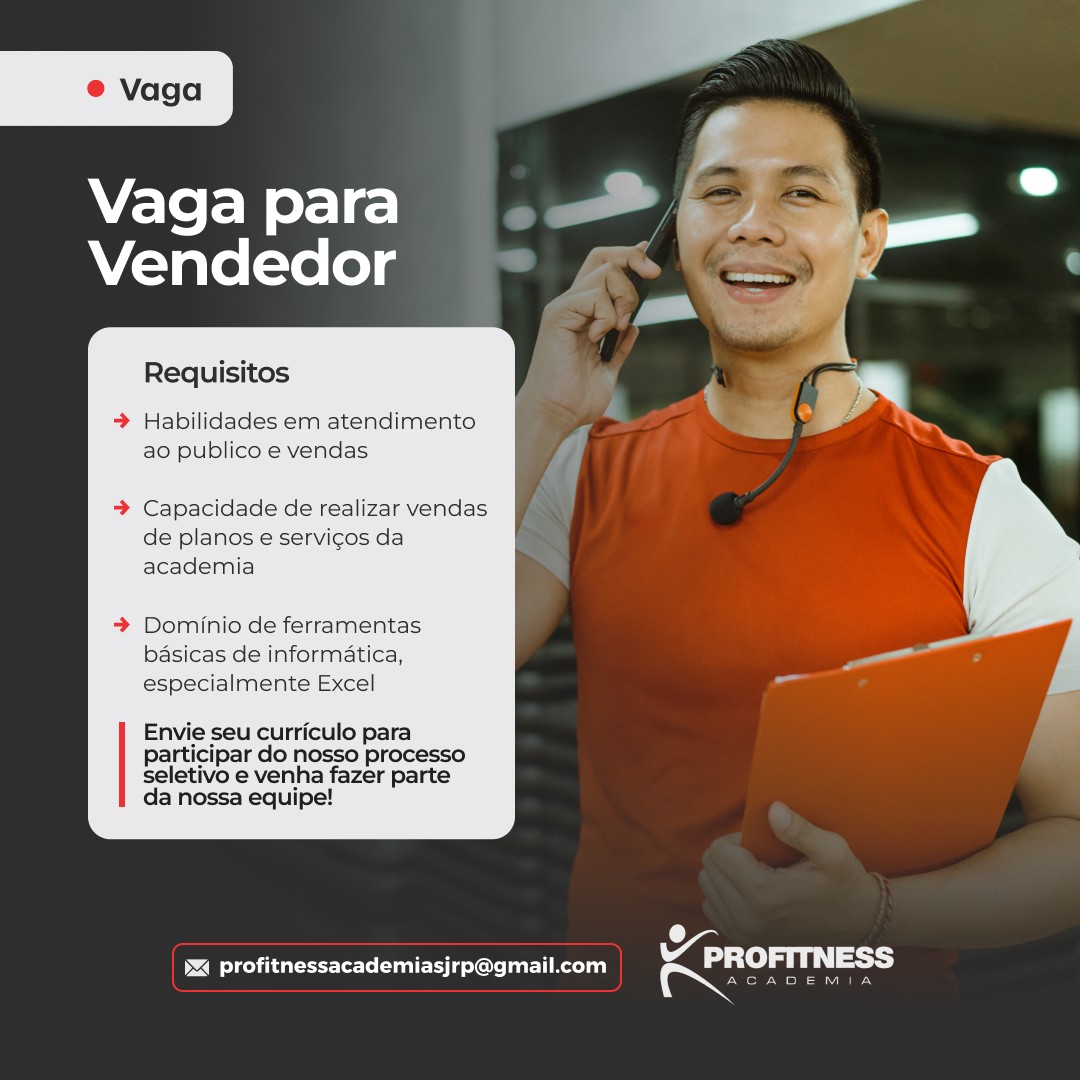 Vaga
Vaga para
Vendedor
Requisitos
Habilidades em atendimento
ao publico e vendas
Capacidade de realizar vendas
de planos e serviços da
academia
Domínio de ferramentas
básicas de informática,
especialmente Excel
Envie seu currículo para
participar do nosso processo
seletivo e venha fazer parte
da nossa equipe!
profitnessacademiasjrp@gmail.com
PROFITNESS
ACADEMIA